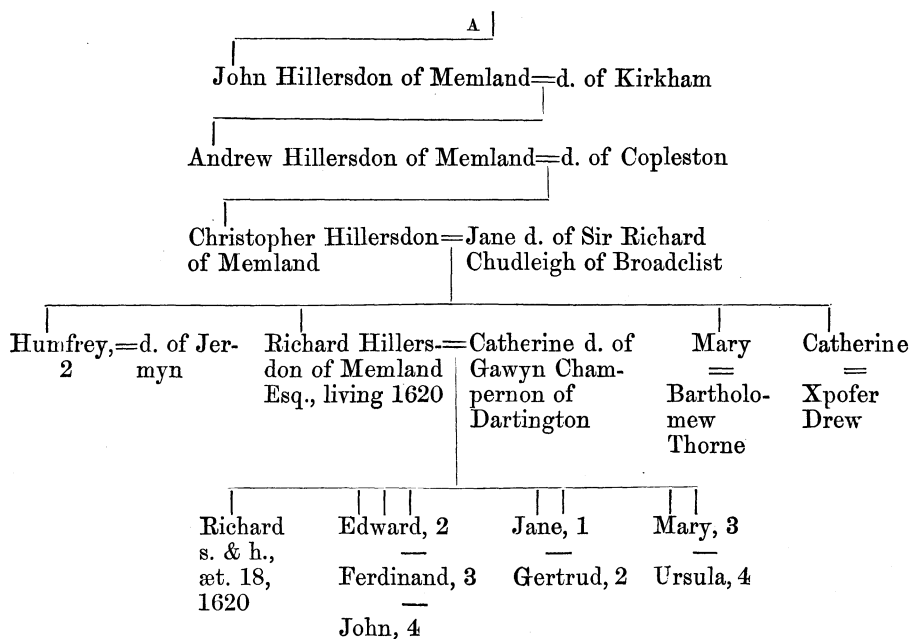 A
John Hillersdon of Memland=d. of Kirkham
Andrew Hillersdon of Memland=d. of Copleston
Christopher Hillersdon=Jane d. of Sir Richard
of Memland Chudleigh of Broadclist
Humfrey,=d. of Jer-
2 myn
Richard Hillers-=Catherine d. of
don of Memland Gawyn Cham-
Esq., living 1620 pernon of
Dartington
Mary
=
Bartholo-
mew
Thorne
Catherine
=
Xpofer
Drew
Richard
s. & h.,
æt. 18,
1620
Edward, 2
—
Ferdinand, 3
—
John, 4
Jane, 1
—
Gertrud, 2
Mary, 3
—
Ursula, 4